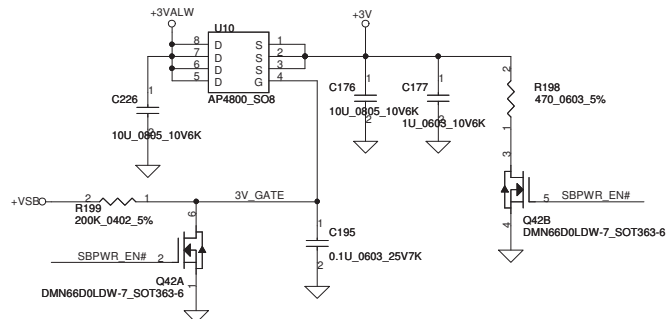 +3VALW
U10
+3V
8 D S 1
7 D S 2
6 D S 3
5 D G 4
AP4800_SO8
C226
1
2
10U_0805_10V6K
C176
1
2
10U_0805_10V6K
C177
1
2
1U_0603_10V6K
2
R198
470_0603_5%
1
3
5
SBPWR_EN#
4
Q42B
DMN66D0LDW-7_SOT363-6
+VSB
2
1
R199
200K_0402_5%
3V_GATE
6
SBPWR_EN#
2
1
Q42A
DMN66D0LDW-7_SOT363-6
1
C195
2
0.1U_0603_25V7K